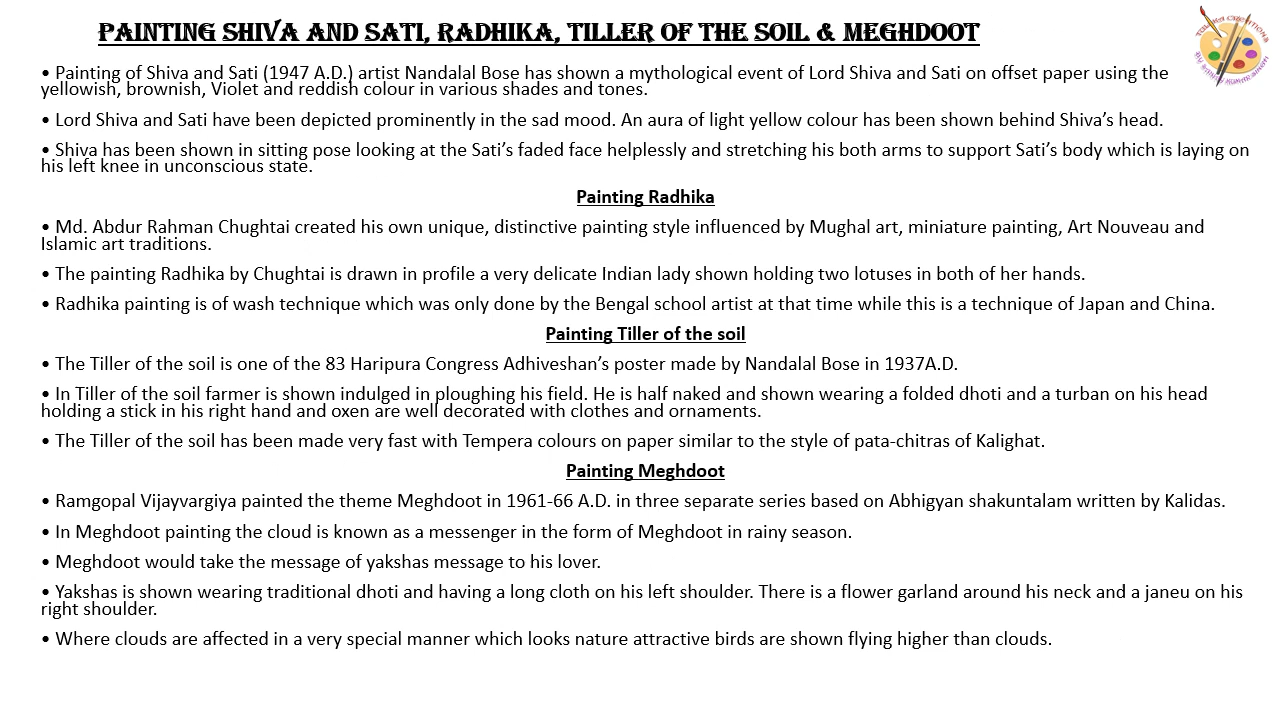 PAINTING SHIVA AND SATI, RADHIKA, TILLER OF THE SOIL & MEGHDOOT
• Painting of Shiva and Sati (1947 A.D.) artist Nandalal Bose has shown a mythological event of Lord Shiva and Sati on offset paper using the
yellowish, brownish, Violet and reddish colour in various shades and tones.
• Lord Shiva and Sati have been depicted prominently in the sad mood. An aura of light yellow colour has been shown behind Shiva’s head.
• Shiva has been shown in sitting pose looking at the Sati’s faded face helplessly and stretching his both arms to support Sati’s body which is laying on
his left knee in unconscious state.
Painting Radhika
• Md. Abdur Rahman Chughtai created his own unique, distinctive painting style influenced by Mughal art, miniature painting, Art Nouveau and
Islamic art traditions.
• The painting Radhika by Chughtai is drawn in profile a very delicate Indian lady shown holding two lotuses in both of her hands.
• Radhika painting is of wash technique which was only done by the Bengal school artist at that time while this is a technique of Japan and China.
Painting Tiller of the soil
• The Tiller of the soil is one of the 83 Haripura Congress Adhiveshan’s poster made by Nandalal Bose in 1937A.D.
• In Tiller of the soil farmer is shown indulged in ploughing his field. He is half naked and shown wearing a folded dhoti and a turban on his head
holding a stick in his right hand and oxen are well decorated with clothes and ornaments.
• The Tiller of the soil has been made very fast with Tempera colours on paper similar to the style of pata-chitras of Kalighat.
Painting Meghdoot
• Ramgopal Vijayvargiya painted the theme Meghdoot in 1961-66 A.D. in three separate series based on Abhigyan shakuntalam written by Kalidas.
• In Meghdoot painting the cloud is known as a messenger in the form of Meghdoot in rainy season.
• Meghdoot would take the message of yakshas message to his lover.
• Yakshas is shown wearing traditional dhoti and having a long cloth on his left shoulder. There is a flower garland around his neck and a janeu on his
right shoulder.
• Where clouds are affected in a very special manner which looks nature attractive birds are shown flying higher than clouds.